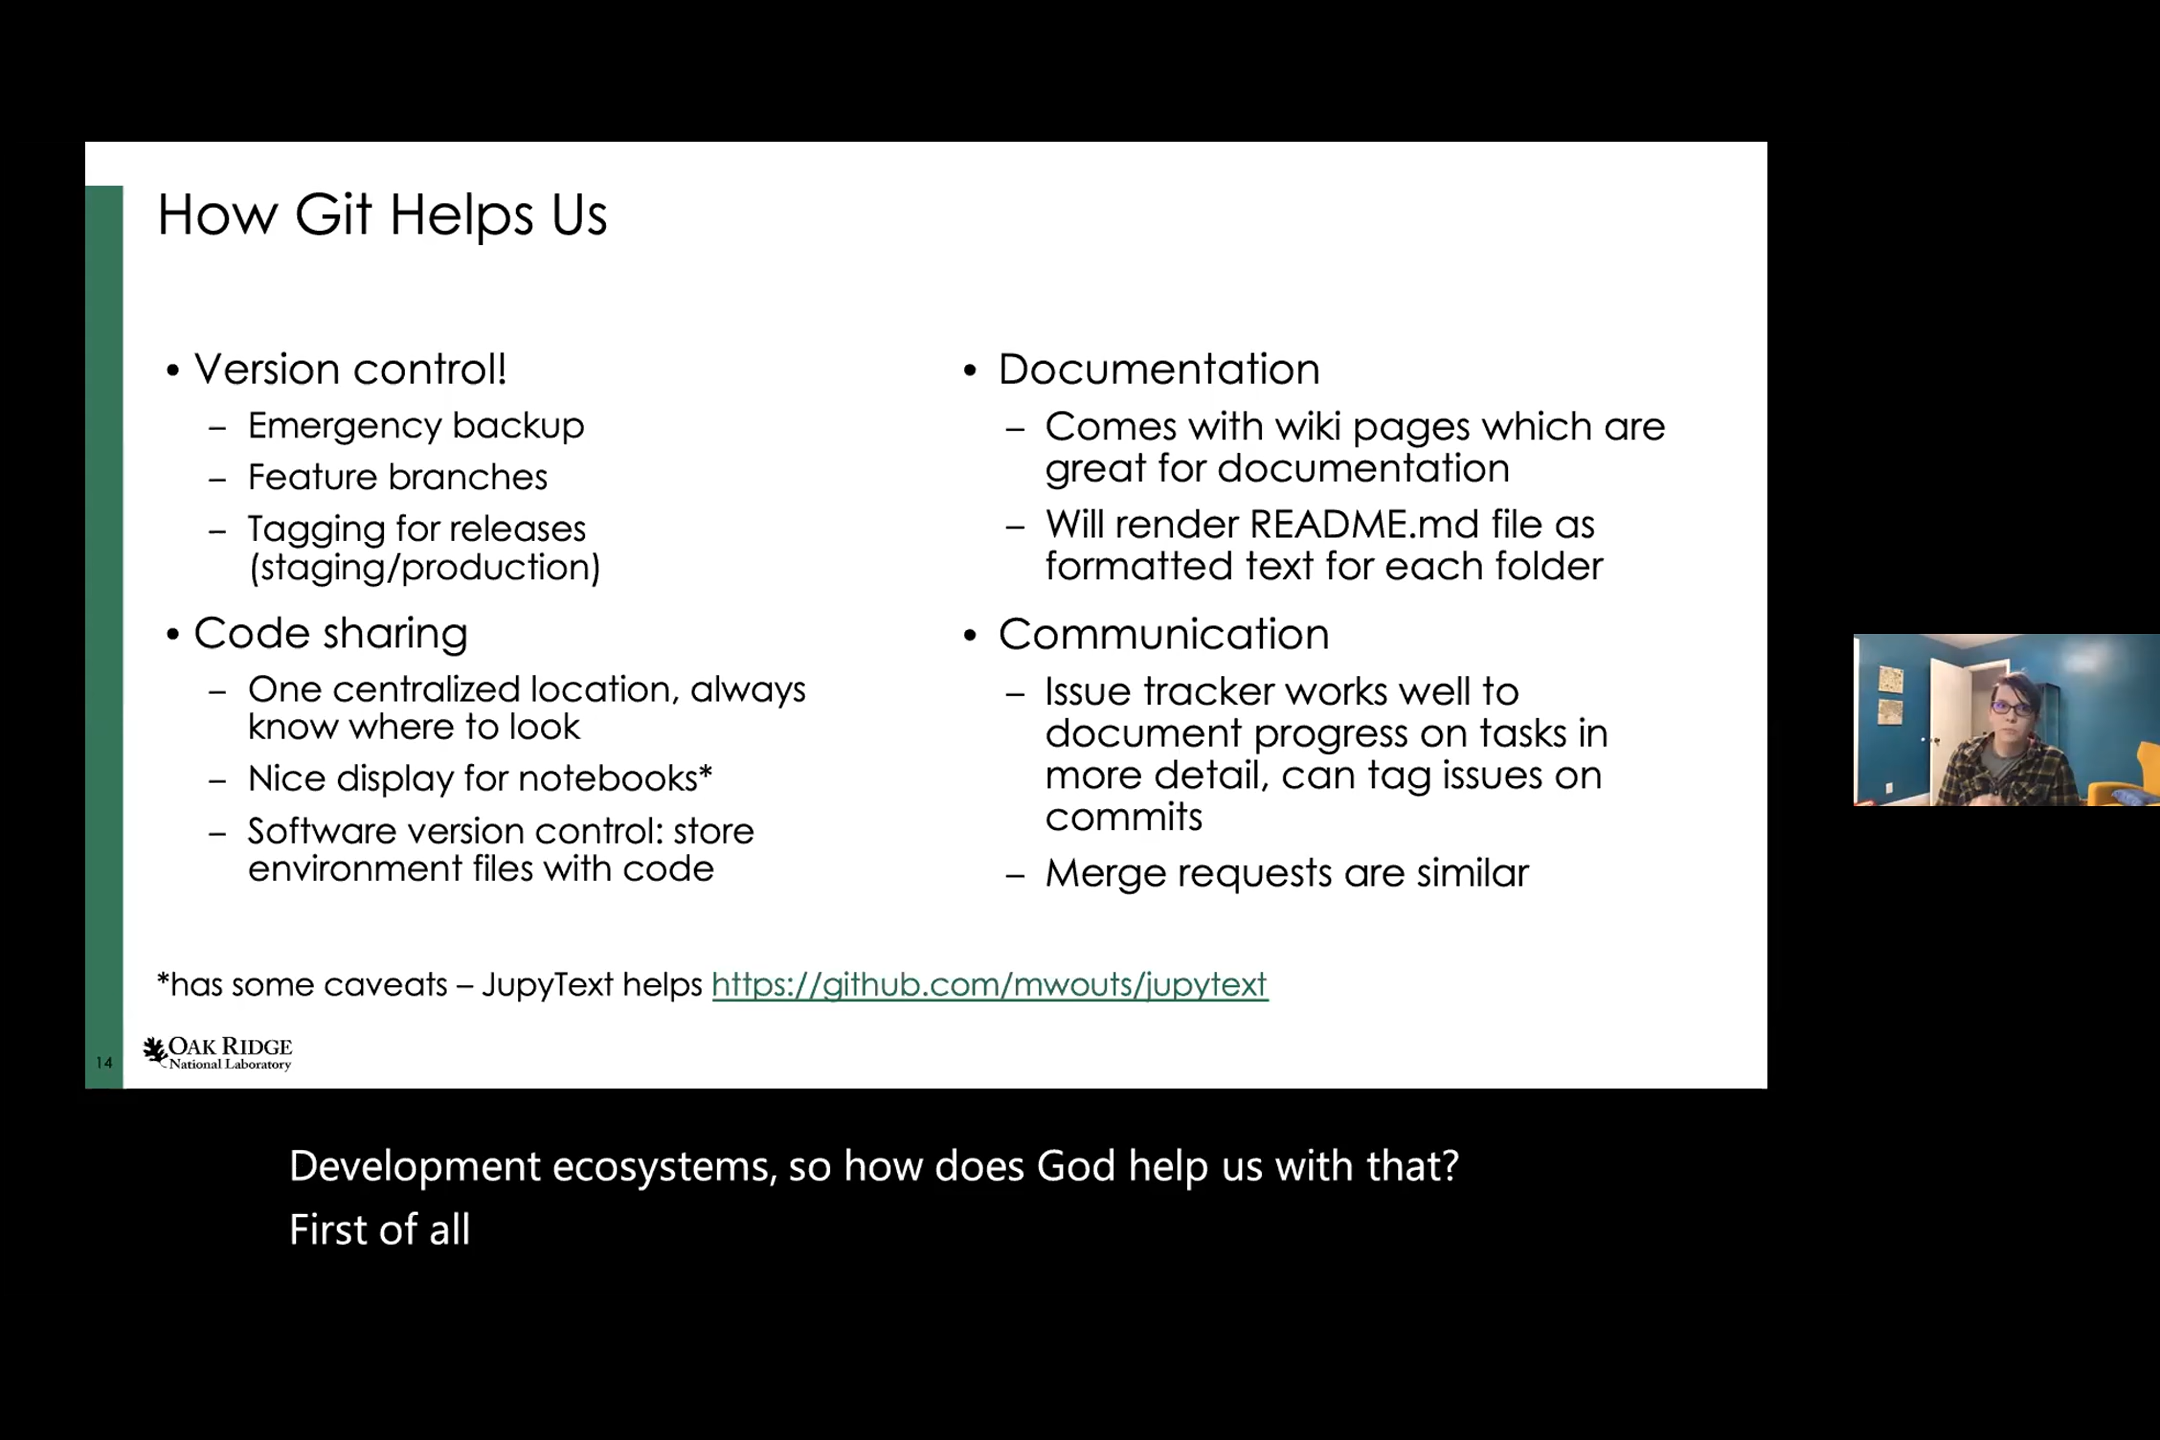 How Git Helps Us
• Version control!
– Emergency backup
– Feature branches
– Tagging for releases
(staging/production)
• Code sharing
– One centralized location, always
know where to look
– Nice display for notebooks*
– Software version control: store
environment files with code
• Documentation
– Comes with wiki pages which are
great for documentation
– Will render README.md file as
formatted text for each folder
• Communication
– Issue tracker works well to
document progress on tasks in
more detail, can tag issues on
commits
– Merge requests are similar
*has some caveats – JupyText helps https://github.com/mwouts/jupytext
14
OAK RIDGE
National Laboratory
Development ecosystems, so how does God help us with that?
First of all